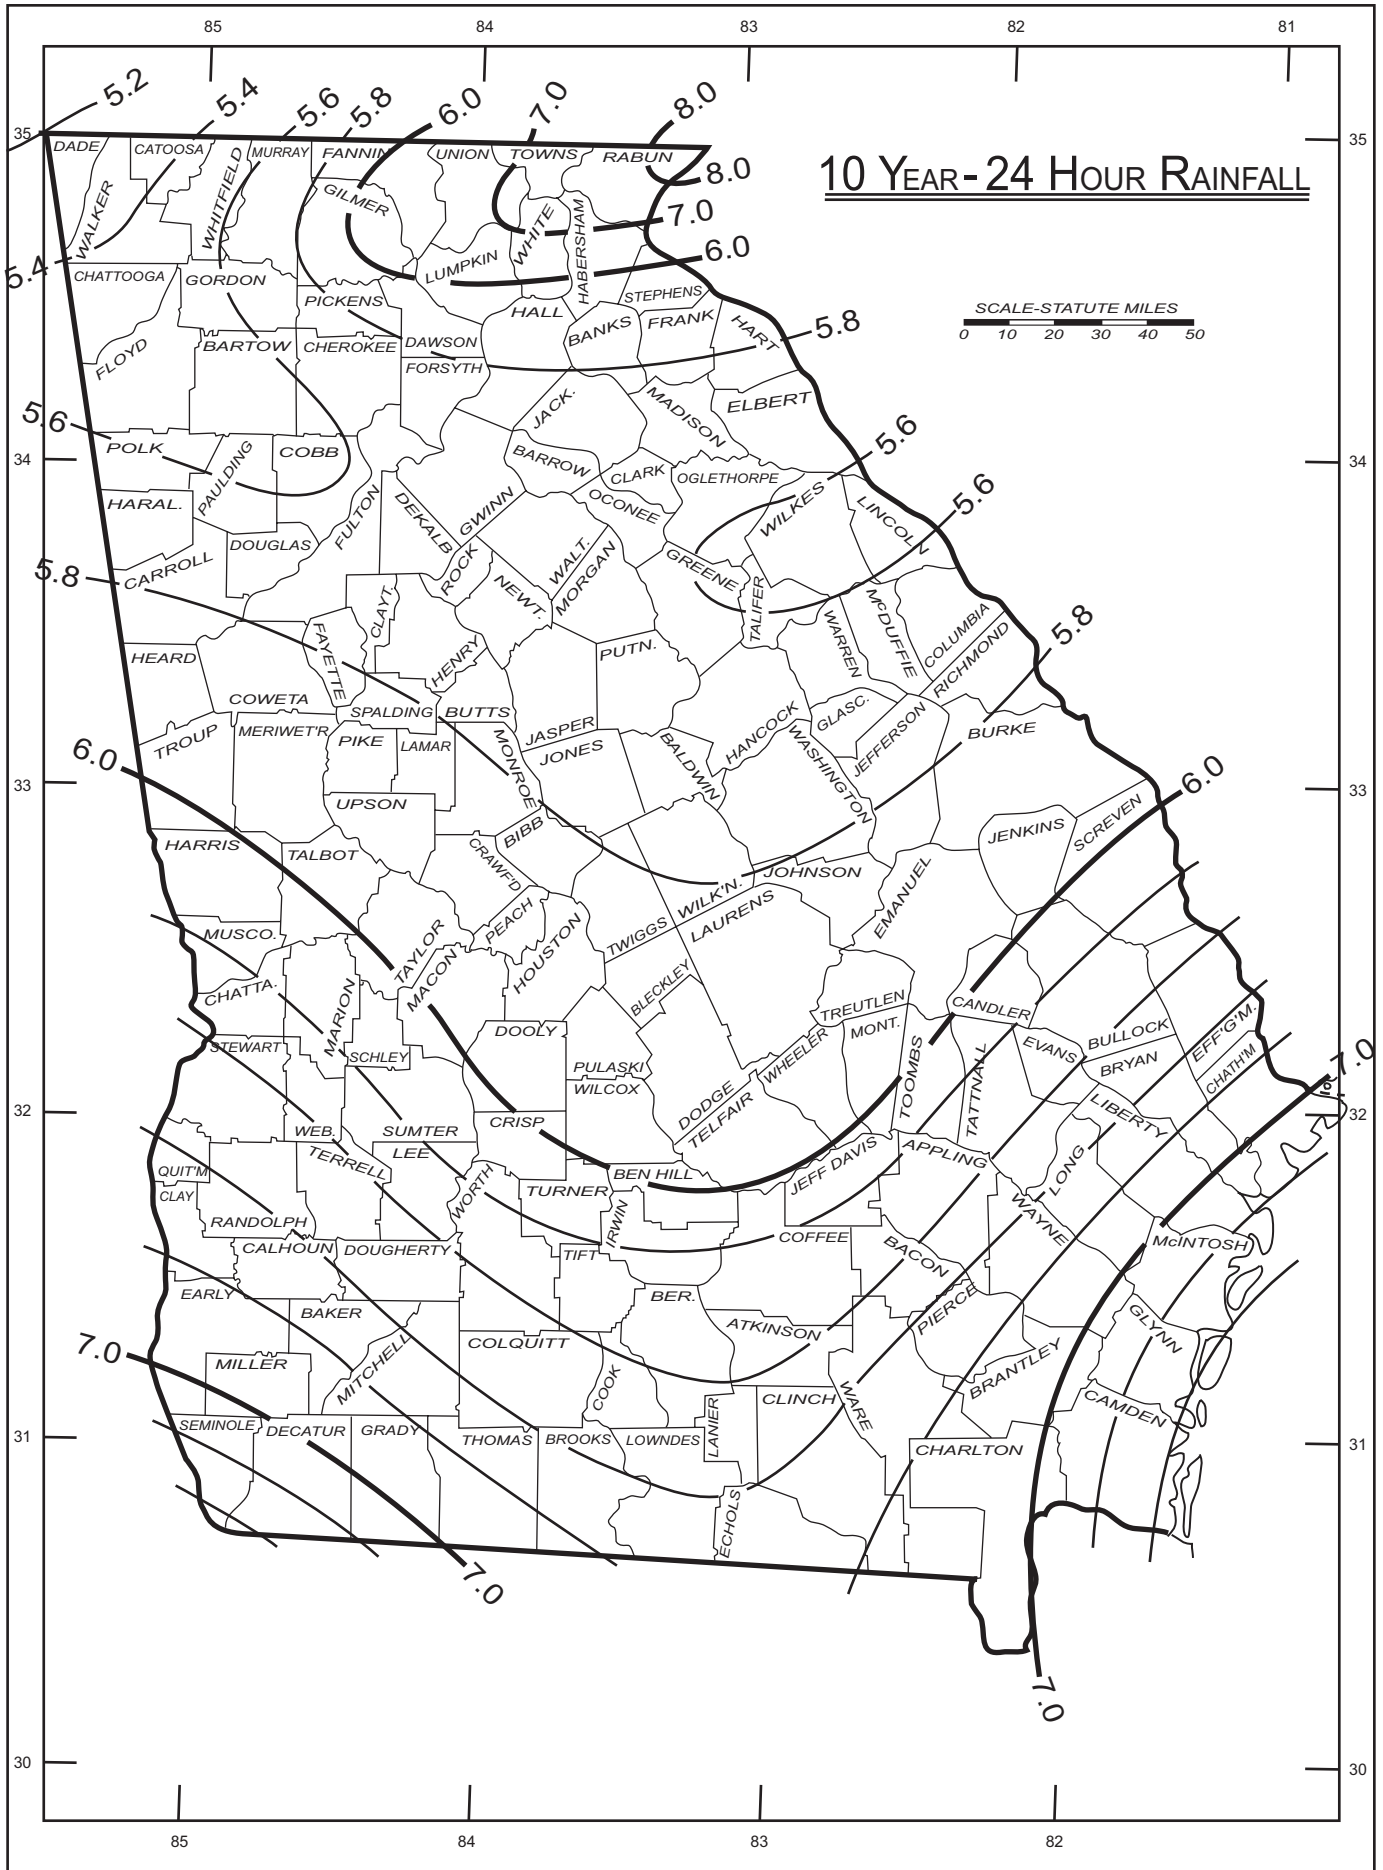 85 84 83 82 81
5.2 5.4 5.6 5.8 6.0 7.0 8.0
35 35
DADE CATOOSA MURRAY FANNIN UNION TOWNS RABUN
10 YEAR - 24 HOUR RAINFALL
8.0
WALKER WHITFIELD GILMER WHITE HABERSHAM 7.0
5.4 CHATTOOGA GORDON LUMPKIN 6.0
PICKENS HALL STEPHENS
SCALE-STATUTE MILES
0 10 20 30 40 50
FLOYD BARTOW CHEROKEE DAWSON BANKS FRANK HART 5.8
FORSYTH
JACK. MADISON ELBERT
5.6 5.6
34 POLK PAULDING COBB BARROW CLARK OGLETHORPE 34
HARAL. FULTON DEKALB GWINN OCONEE WILKES LINCOLN 5.6
DOUGLAS ROCK WALT. MORGAN GREENE
5.8 CARROLL NEWT. TALIFER
CLAYT. WARREN McDUFFIE COLUMBIA 5.8
HEARD FAYETTE HENRY PUTN. RICHMOND
COWETA SPALDING BUTTS HANCOCK GLASC.
TROUP MERIWET'R PIKE LAMAR JASPER JEFFERSON BURKE
6.0 MONROE JONES BALDWIN WASHINGTON 6.0
33 33
UPSON BIBB JENKINS SCREVEN
HARRIS TALBOT CRAWF'D JOHNSON
WILK'N. EMANUEL
MUSCO. TAYLOR PEACH HOUSTON TWIGGS LAURENS
CHATTA. MARION MACON BLECKLEY TREUTLEN CANDLER
STEWART SCHLEY DOOLY PULASKI WHEELER MONT. EVANS BULLOCK EFF'G'M.
WILCOX TOOMBS TATTNALL BRYAN CHATH'M 7.0
32 32
WEB. SUMTER CRISP DODGE LIBERTY
TELFAIR
QUIT'M TERRELL LEE BEN HILL JEFF DAVIS APPLING LONG
CLAY WORTH TURNER
RANDOLPH IRWIN WAYNE
CALHOUN DOUGHERTY TIFT COFFEE BACON McINTOSH
EARLY BAKER BER. PIERCE
ATKINSON GLYNN
7.0 MILLER MITCHELL COLQUITT COOK BRANTLEY
CLINCH WARE CAMDEN
SEMINOLE DECATUR GRADY THOMAS BROOKS LOWNDES LANIER CHARLTON
31 31
ECHOLS
7.0
7.0
30 30
85 84 83 82